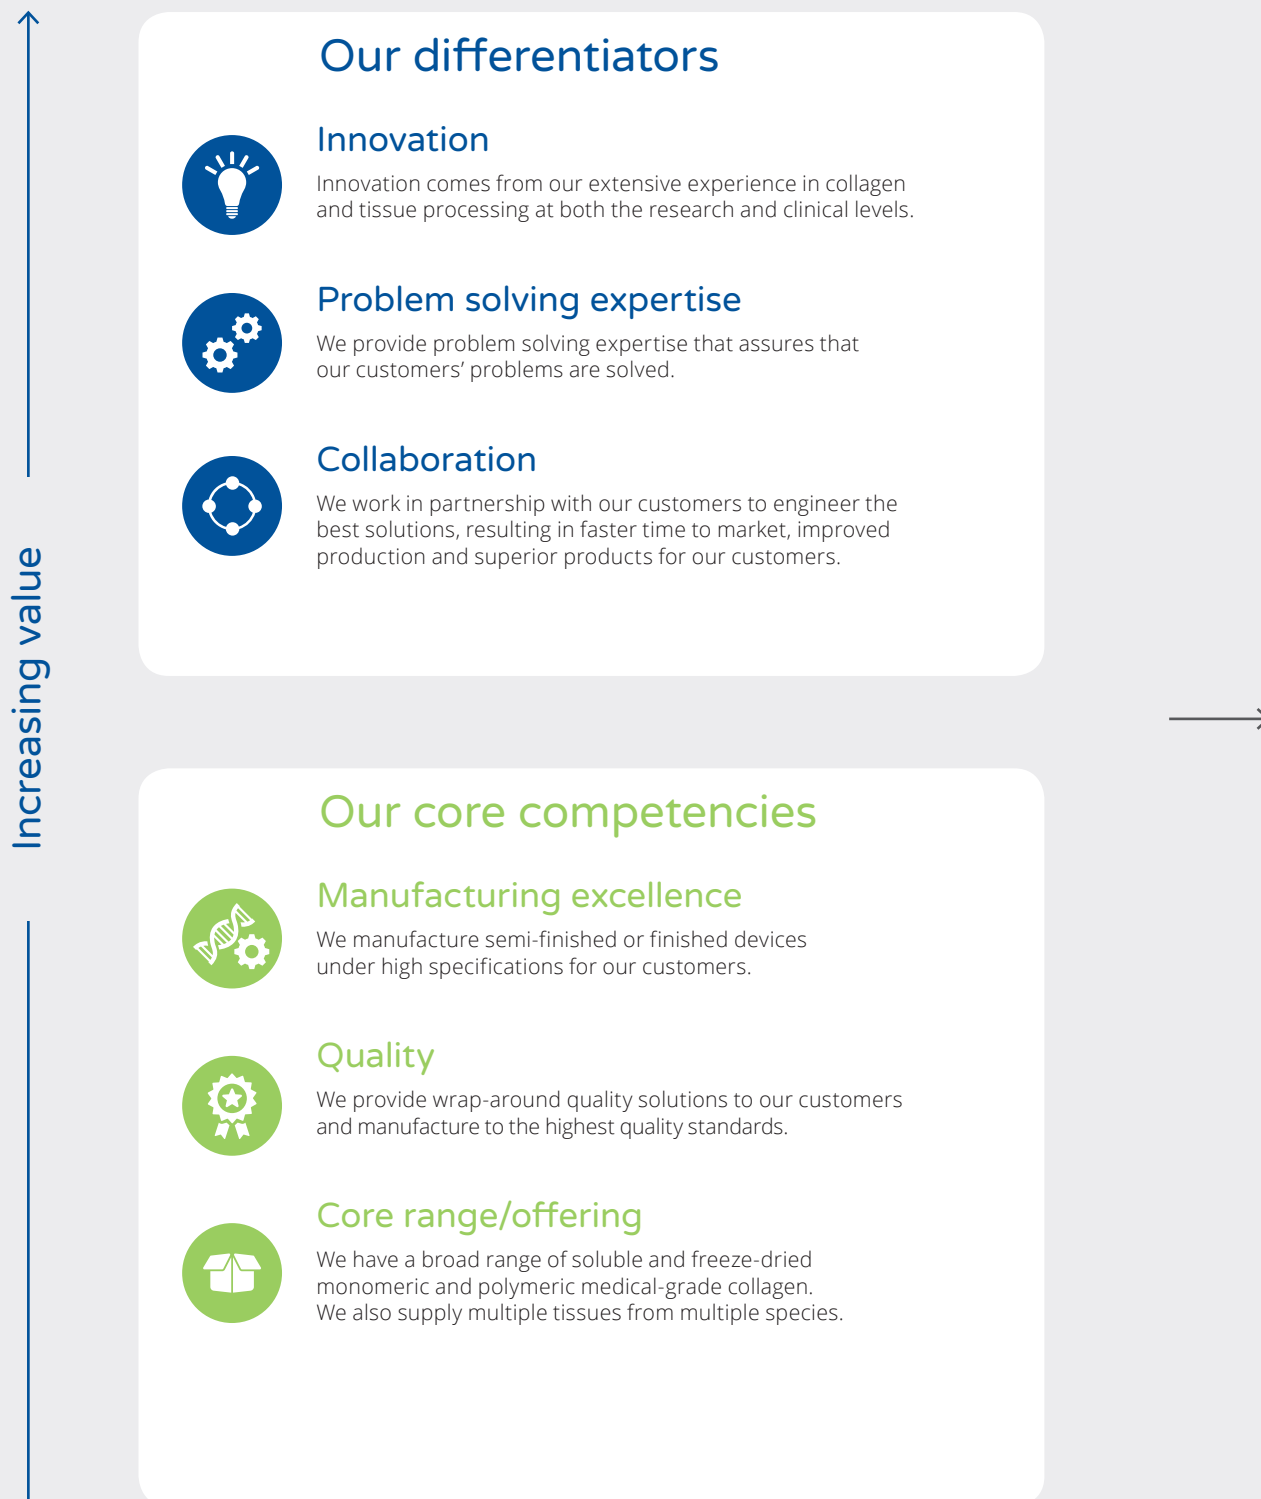 Increasing value
Our differentiators
Innovation
Innovation comes from our extensive experience in collagen
and tissue processing at both the research and clinical levels.
Problem solving expertise
We provide problem solving expertise that assures that
our customers’ problems are solved.
Collaboration
We work in partnership with our customers to engineer the
best solutions, resulting in faster time to market, improved
production and superior products for our customers.
Our core competencies
Manufacturing excellence
We manufacture semi-finished or finished devices
under high specifications for our customers.
Quality
We provide wrap-around quality solutions to our customers
and manufacture to the highest quality standards.
Core range/offering
We have a broad range of soluble and freeze-dried
monomeric and polymeric medical-grade collagen.
We also supply multiple tissues from multiple species.